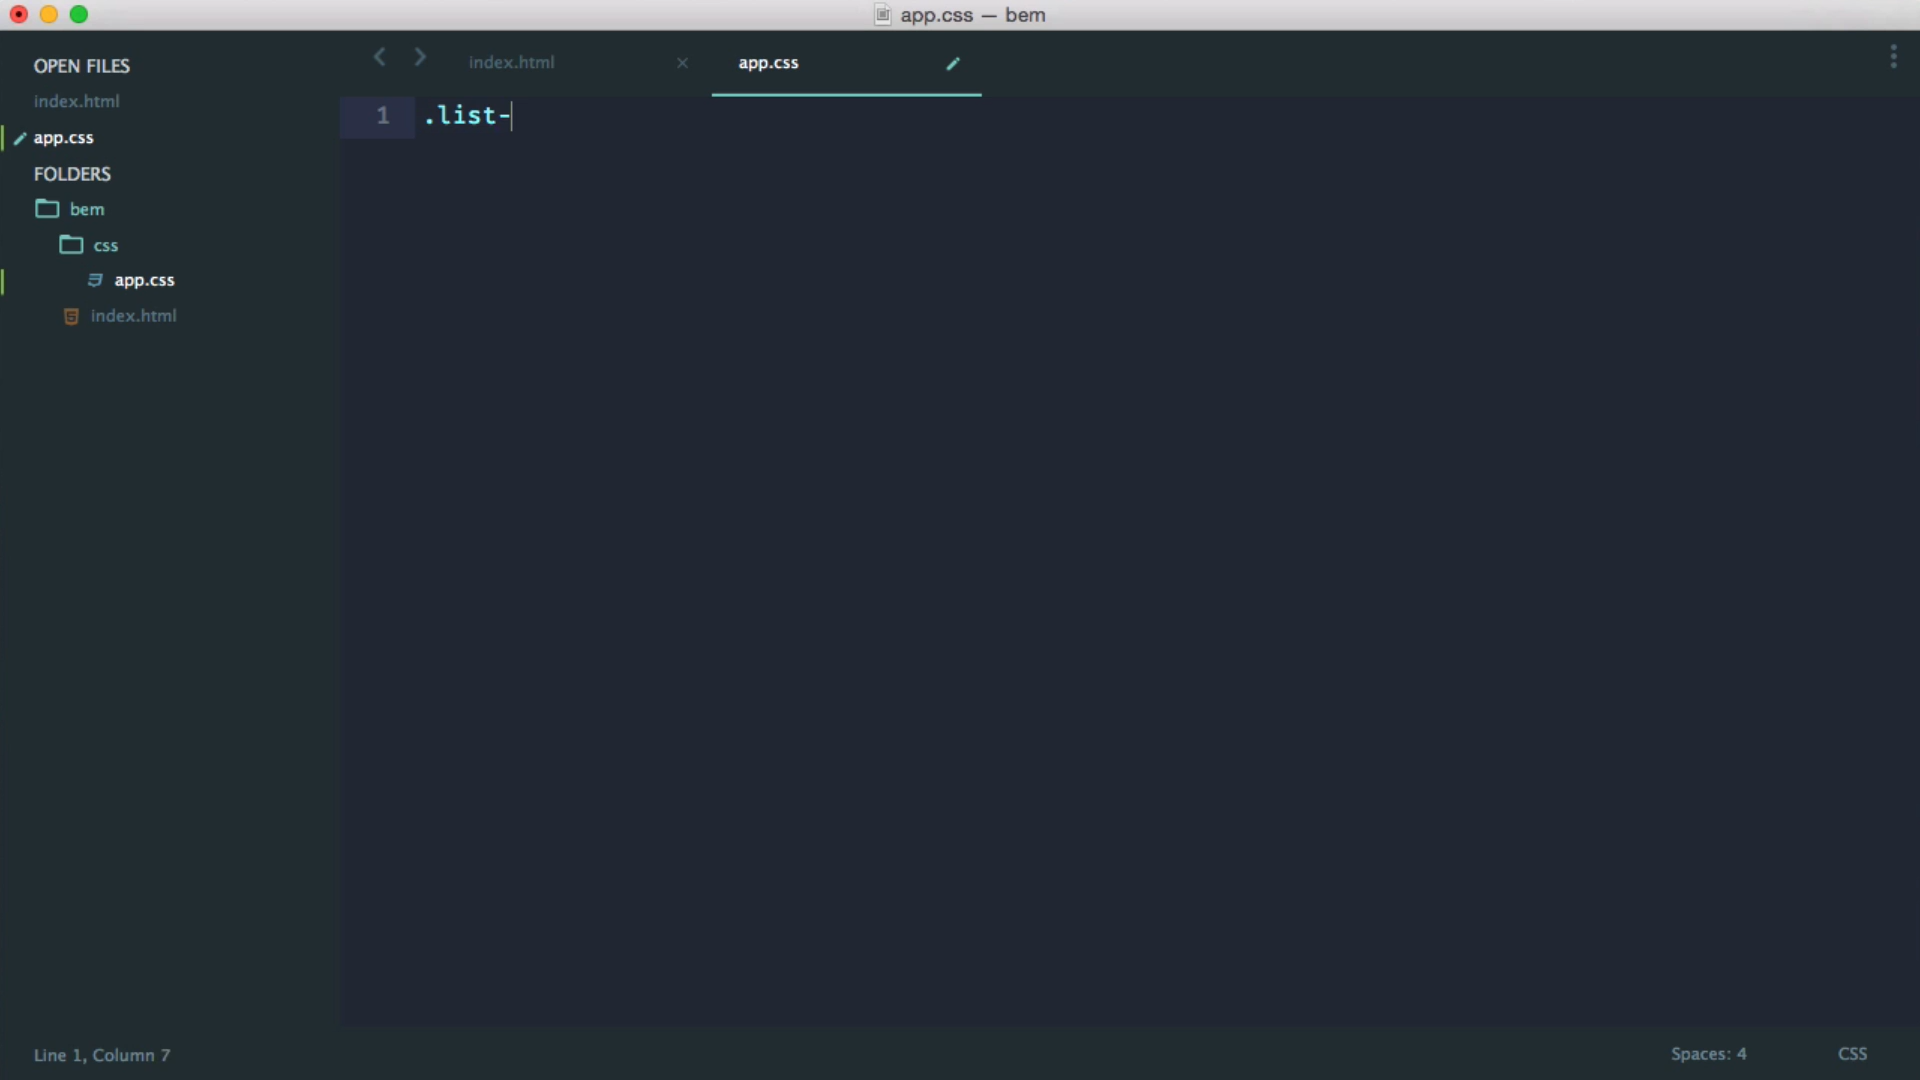 app.css — bem
OPEN FILES
index.html
app.css
FOLDERS
bem
css
app.css
index.html
index.html
app.css
1 .list-
Line 1, Column 7
Spaces: 4
CSS